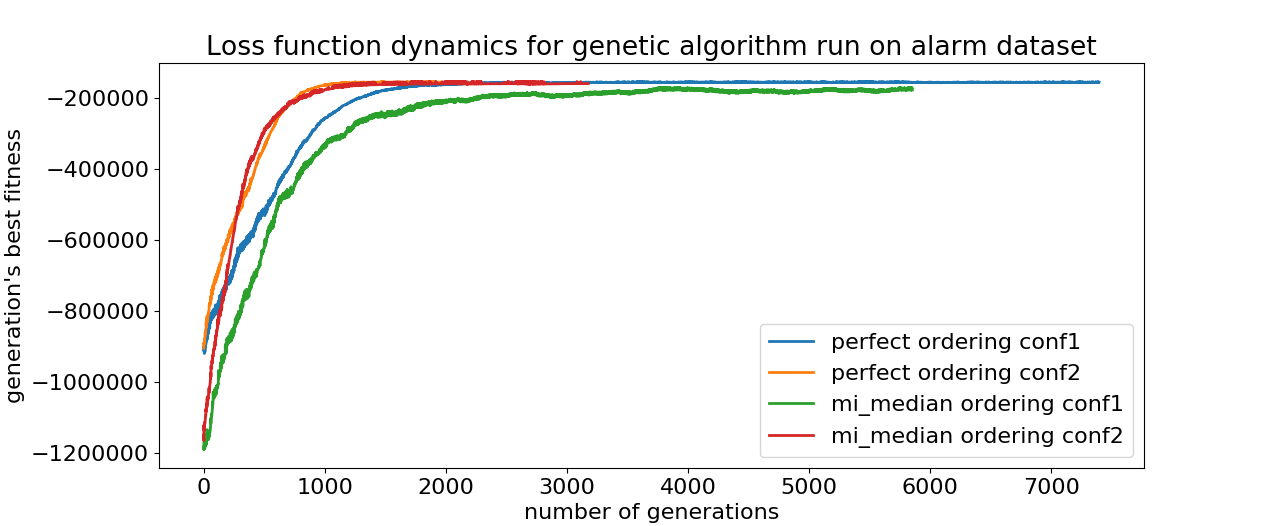 Loss function dynamics for genetic algorithm run on alarm dataset
generation's best fitness
−200000
−400000
−600000
−800000
−1000000
−1200000
0 1000 2000 3000 4000 5000 6000 7000
number of generations
perfect ordering conf1
perfect ordering conf2
mi_median ordering conf1
mi_median ordering conf2